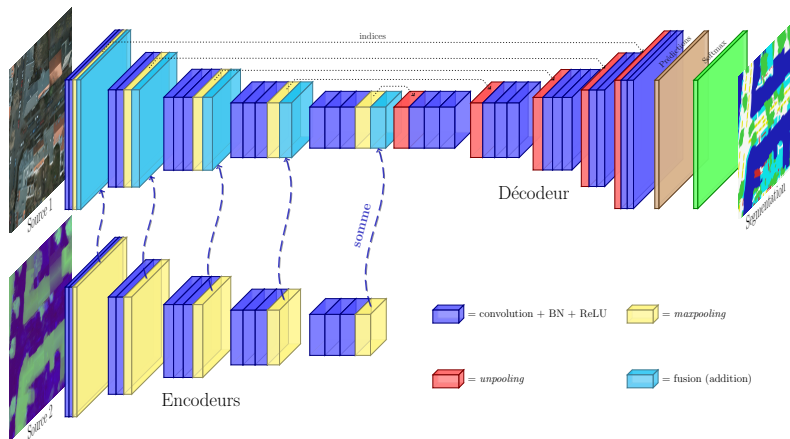 indices
Prédictions
Softmax
Source 1
Segmentation
Décodeur
somme
= convolution + BN + ReLU
= maxpooling
= unpooling
= fusion (addition)
Encodeurs
Source 2